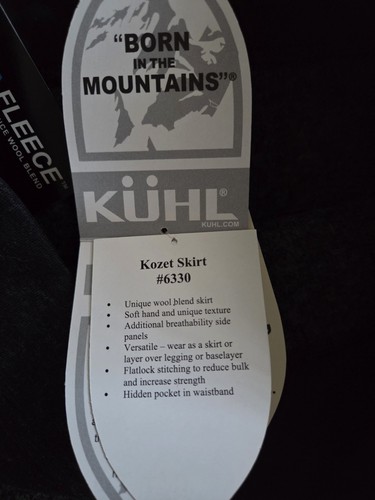 "BORN
IN THE
MOUNTAINS"®
FLEECE™
WOOL BLEND
KÜHL®
KUHL.COM
Kozet Skirt
#6330
• Unique wool blend skirt
• Soft hand and unique texture
• Additional breathability side
panels
• Versatile – wear as a skirt or
layer over legging or baselayer
• Flatlock stitching to reduce bulk
and increase strength
• Hidden pocket in waistband